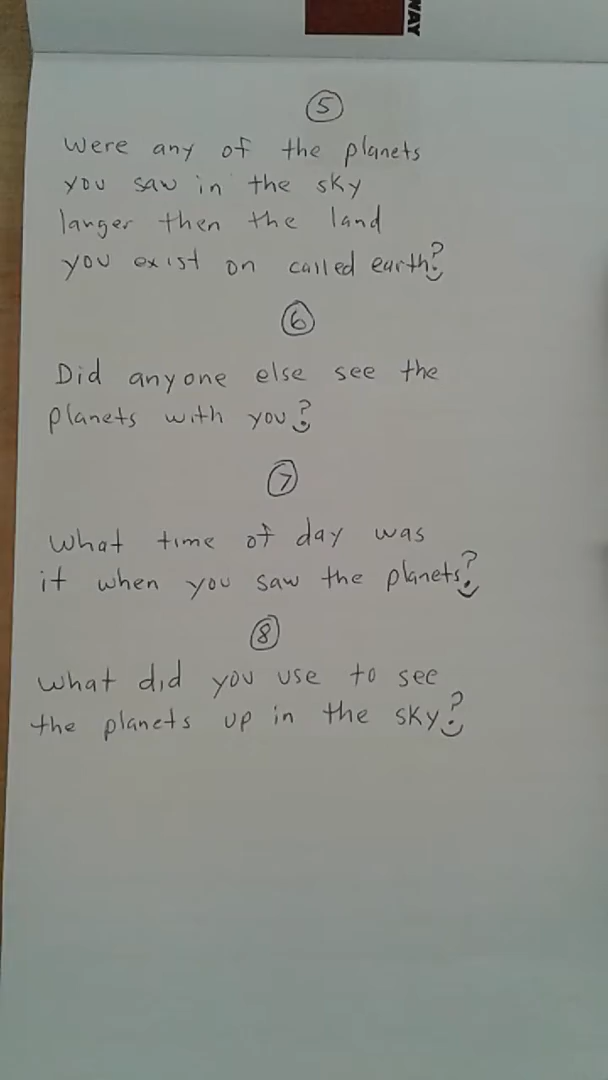 WAY
5
Were any of the planets
you saw in the sky
larger then the land
you exist on called earth?
6
Did anyone else see the
planets with you?
7
What time of day was
it when you saw the planets?
8
What did you use to see
the planets up in the sky?